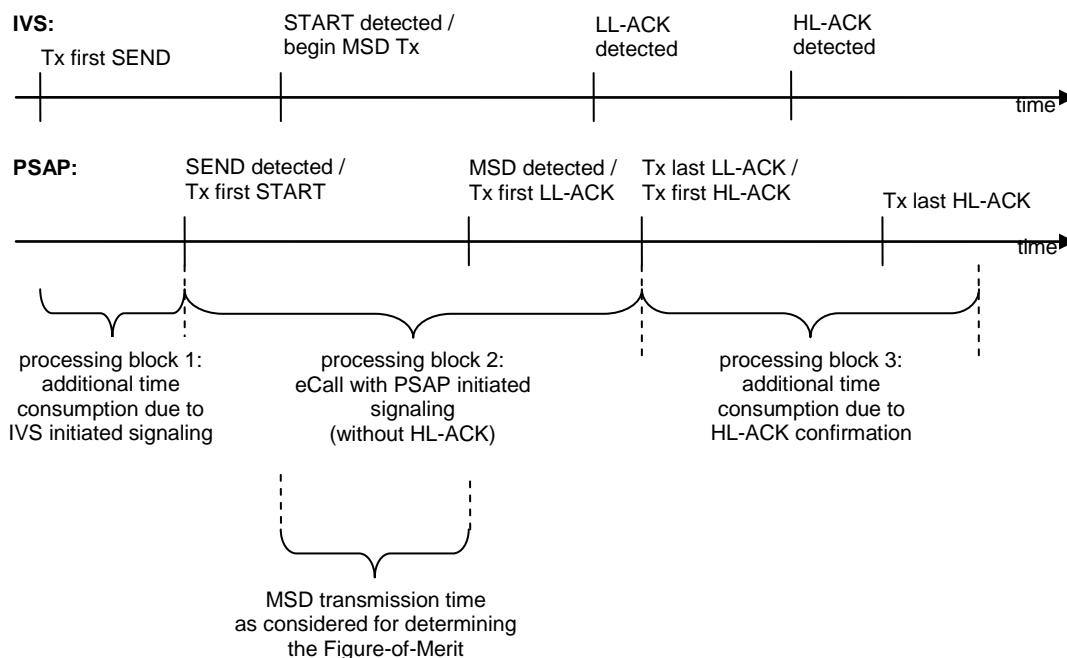 IVS:
Tx first SEND
START detected /
begin MSD Tx
LL-ACK
detected
HL-ACK
detected
time
PSAP:
SEND detected /
Tx first START
MSD detected /
Tx first LL-ACK
Tx last LL-ACK /
Tx first HL-ACK
Tx last HL-ACK
time
processing block 1:
additional time
consumption due to
IVS initiated signaling
processing block 2:
eCall with PSAP initiated
signaling
(without HL-ACK)
processing block 3:
additional time
consumption due to
HL-ACK confirmation
MSD transmission time
as considered for determining
the Figure-of-Merit